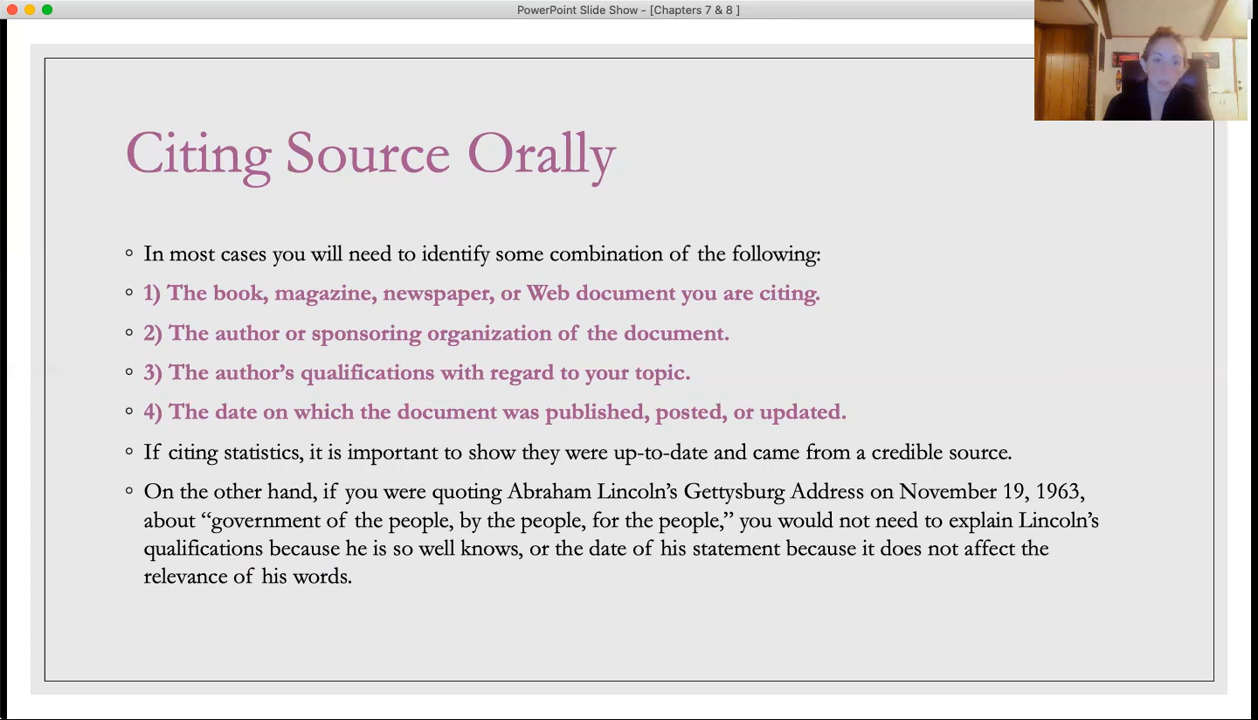 PowerPoint Slide Show - [Chapters 7 & 8 ]
Citing Source Orally
In most cases you will need to identify some combination of the following:
1) The book, magazine, newspaper, or Web document you are citing.
2) The author or sponsoring organization of the document.
3) The author’s qualifications with regard to your topic.
4) The date on which the document was published, posted, or updated.
If citing statistics, it is important to show they were up-to-date and came from a credible source.
On the other hand, if you were quoting Abraham Lincoln’s Gettysburg Address on November 19, 1963,
about “government of the people, by the people, for the people,” you would not need to explain Lincoln’s
qualifications because he is so well knows, or the date of his statement because it does not affect the
relevance of his words.